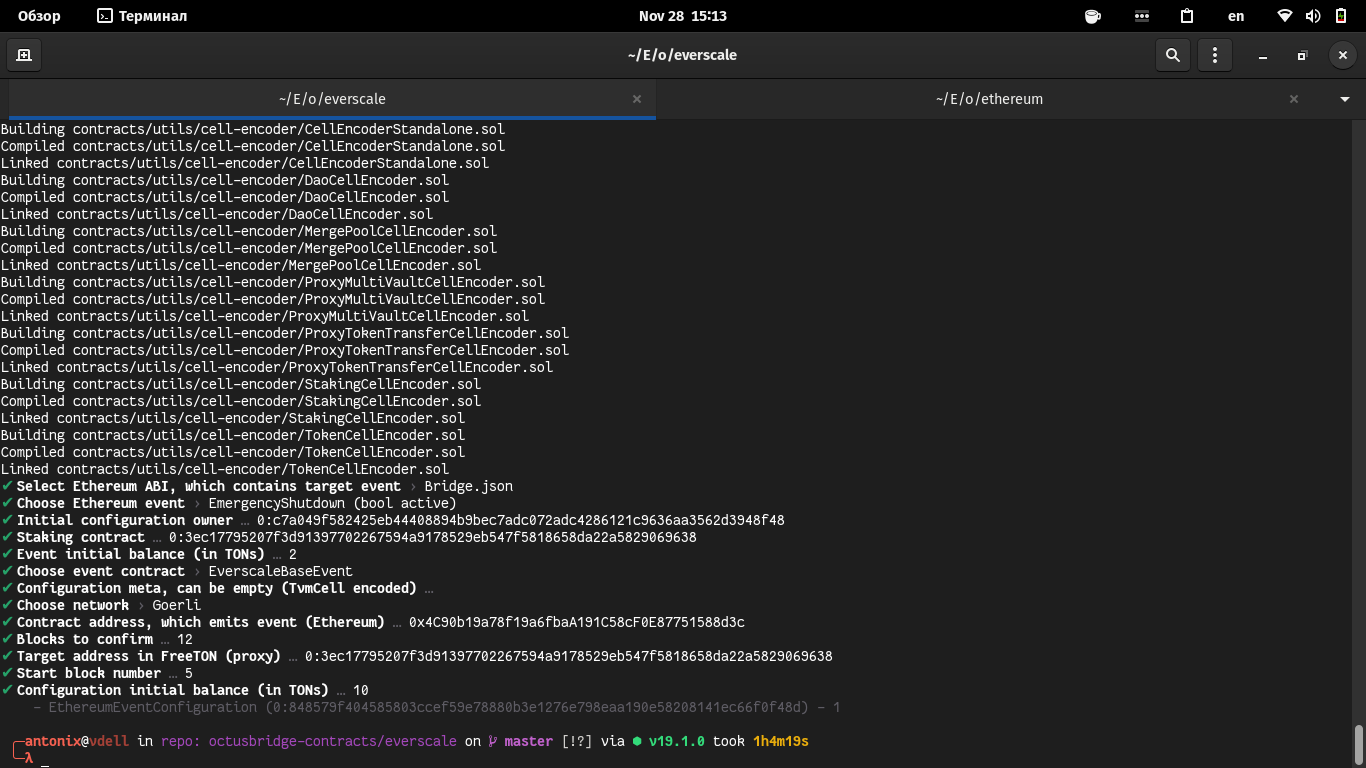 Обзор Терминал Nov 28 15:13 en
~/E/o/everscale
~/E/o/everscale ~/E/o/ethereum
Building contracts/utils/cell-encoder/CellEncoderStandalone.sol
Compiled contracts/utils/cell-encoder/CellEncoderStandalone.sol
Linked contracts/utils/cell-encoder/CellEncoderStandalone.sol
Building contracts/utils/cell-encoder/DaoCellEncoder.sol
Compiled contracts/utils/cell-encoder/DaoCellEncoder.sol
Linked contracts/utils/cell-encoder/DaoCellEncoder.sol
Building contracts/utils/cell-encoder/MergePoolCellEncoder.sol
Compiled contracts/utils/cell-encoder/MergePoolCellEncoder.sol
Linked contracts/utils/cell-encoder/MergePoolCellEncoder.sol
Building contracts/utils/cell-encoder/ProxyMultiVaultCellEncoder.sol
Compiled contracts/utils/cell-encoder/ProxyMultiVaultCellEncoder.sol
Linked contracts/utils/cell-encoder/ProxyMultiVaultCellEncoder.sol
Building contracts/utils/cell-encoder/ProxyTokenTransferCellEncoder.sol
Compiled contracts/utils/cell-encoder/ProxyTokenTransferCellEncoder.sol
Linked contracts/utils/cell-encoder/ProxyTokenTransferCellEncoder.sol
Building contracts/utils/cell-encoder/StakingCellEncoder.sol
Compiled contracts/utils/cell-encoder/StakingCellEncoder.sol
Linked contracts/utils/cell-encoder/StakingCellEncoder.sol
Building contracts/utils/cell-encoder/TokenCellEncoder.sol
Compiled contracts/utils/cell-encoder/TokenCellEncoder.sol
Linked contracts/utils/cell-encoder/TokenCellEncoder.sol
✔ Select Ethereum ABI, which contains target event › Bridge.json
✔ Choose Ethereum event › EmergencyShutdown (bool active)
✔ Initial configuration owner … 0:c7a049f582425eb44408894b9bec7adc072adc4286121c9636aa3562d3948f48
✔ Staking contract … 0:3ec17795207f3d91397702267594a9178529eb547f5818658da22a5829069638
✔ Event initial balance (in TONs) … 2
✔ Choose event contract › EverscaleBaseEvent
✔ Configuration meta, can be empty (TvmCell encoded) …
✔ Choose network › Goerli
✔ Contract address, which emits event (Ethereum) … 0x4C90b19a78f19a6fbaA191C58cF0E87751588d3c
✔ Blocks to confirm … 12
✔ Target address in FreeTON (proxy) … 0:3ec17795207f3d91397702267594a9178529eb547f5818658da22a5829069638
✔ Start block number … 5
✔ Configuration initial balance (in TONs) … 10
- EthereumEventConfiguration (0:848579f404585803ccef59e78880b3e1276e798eaa190e58208141ec66f0f48d) - 1
antonix@vdell in repo: octusbridge-contracts/everscale on master [!?] via v19.1.0 took 1h4m19s
λ